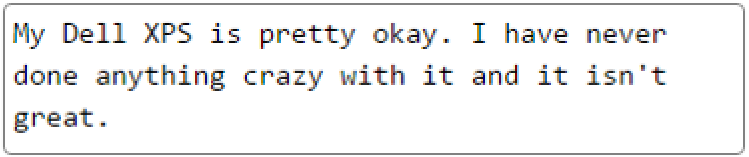 My Dell XPS is pretty okay. I have never
done anything crazy with it and it isn't
great.